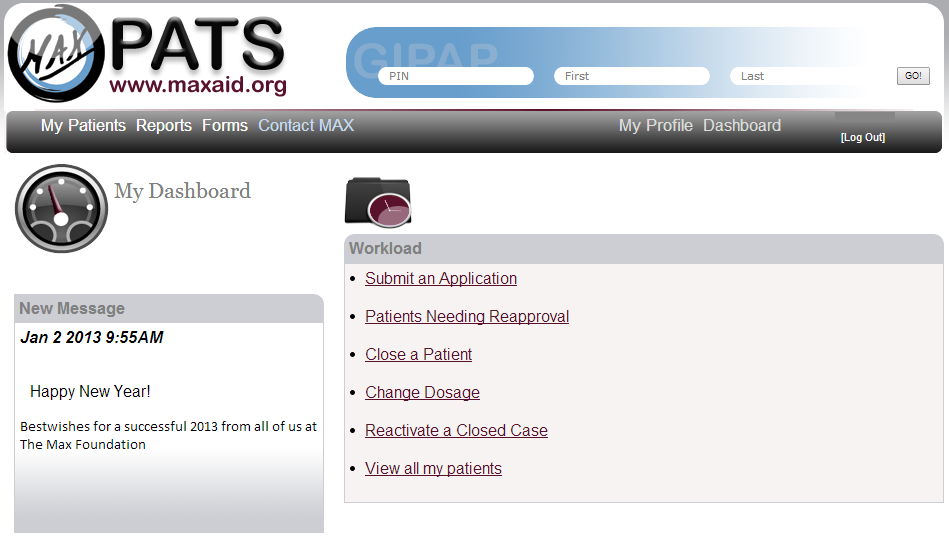 MAX
PATS
www.maxaid.org
GIPAP
PIN First Last GO!
My Patients Reports Forms Contact MAX My Profile Dashboard
[Log Out]
My Dashboard
New Message
Jan 2 2013 9:55AM
Happy New Year!
Bestwishes for a successful 2013 from all of us at
The Max Foundation
Workload
• Submit an Application
• Patients Needing Reapproval
• Close a Patient
• Change Dosage
• Reactivate a Closed Case
• View all my patients